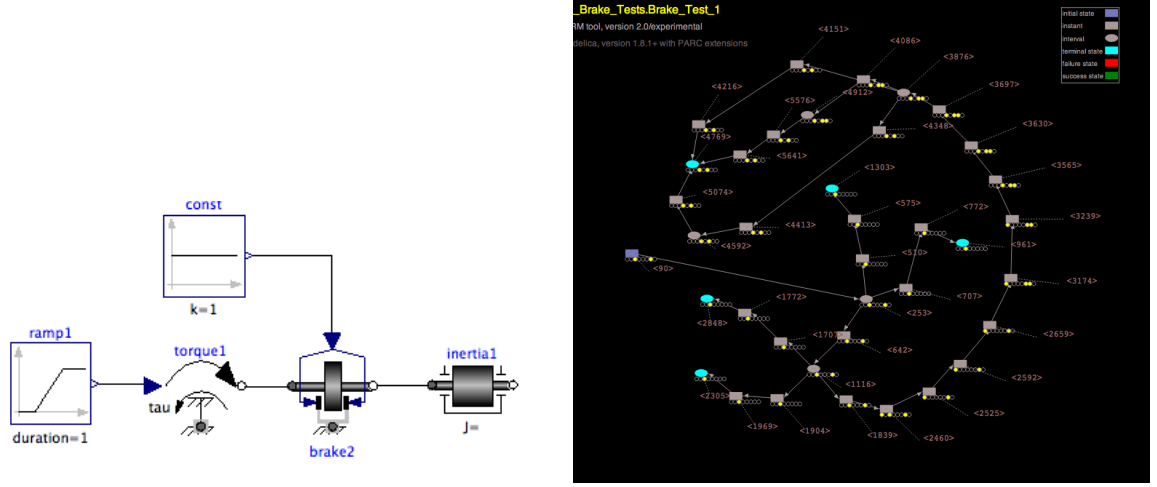 const
k=1
ramp1
duration=1
torque1
tau
brake2
inertia1
J=
_Brake_Tests.Brake_Test_1
RM tool, version 2.0/experimental
delica, version 1.8.1+ with PARC extensions
initial state
instant
interval
terminal state
failure state
success state
<4151>
<4086>
<3876>
<4216>
<5576>
<4912>
<3697>
<4769>
<4348>
<3630>
<5641>
<1303>
<3565>
<5074>
<575>
<772>
<3239>
<4413>
<4592>
<510>
<961>
<90>
<3174>
<1772>
<707>
<253>
<2848>
<1707>
<642>
<2659>
<2592>
<1116>
<2305>
<2525>
<1969>
<1904>
<1839>
<2460>